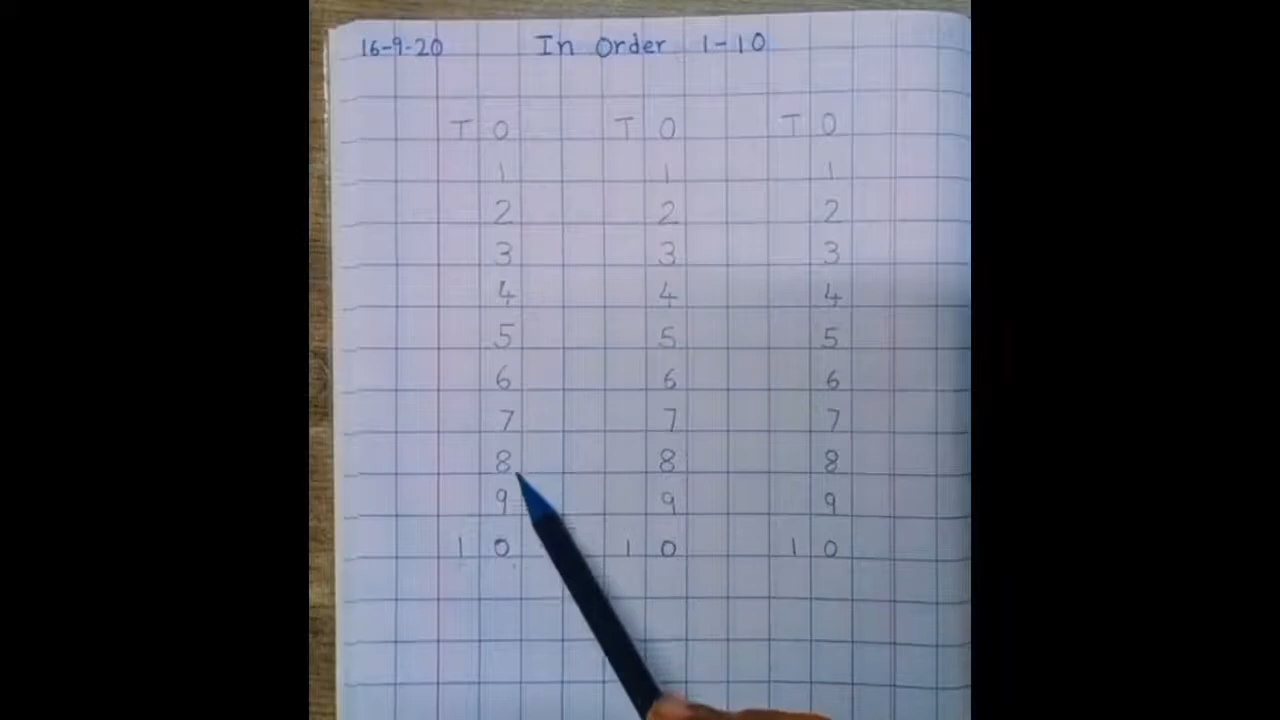 16-9-20 In Order 1-10
T O T O T O
1 1 1
2 2 2
3 3 3
4 4 4
5 5 5
6 6 6
7 7 7
8 8 8
9 9 9
1 0 1 0 1 0